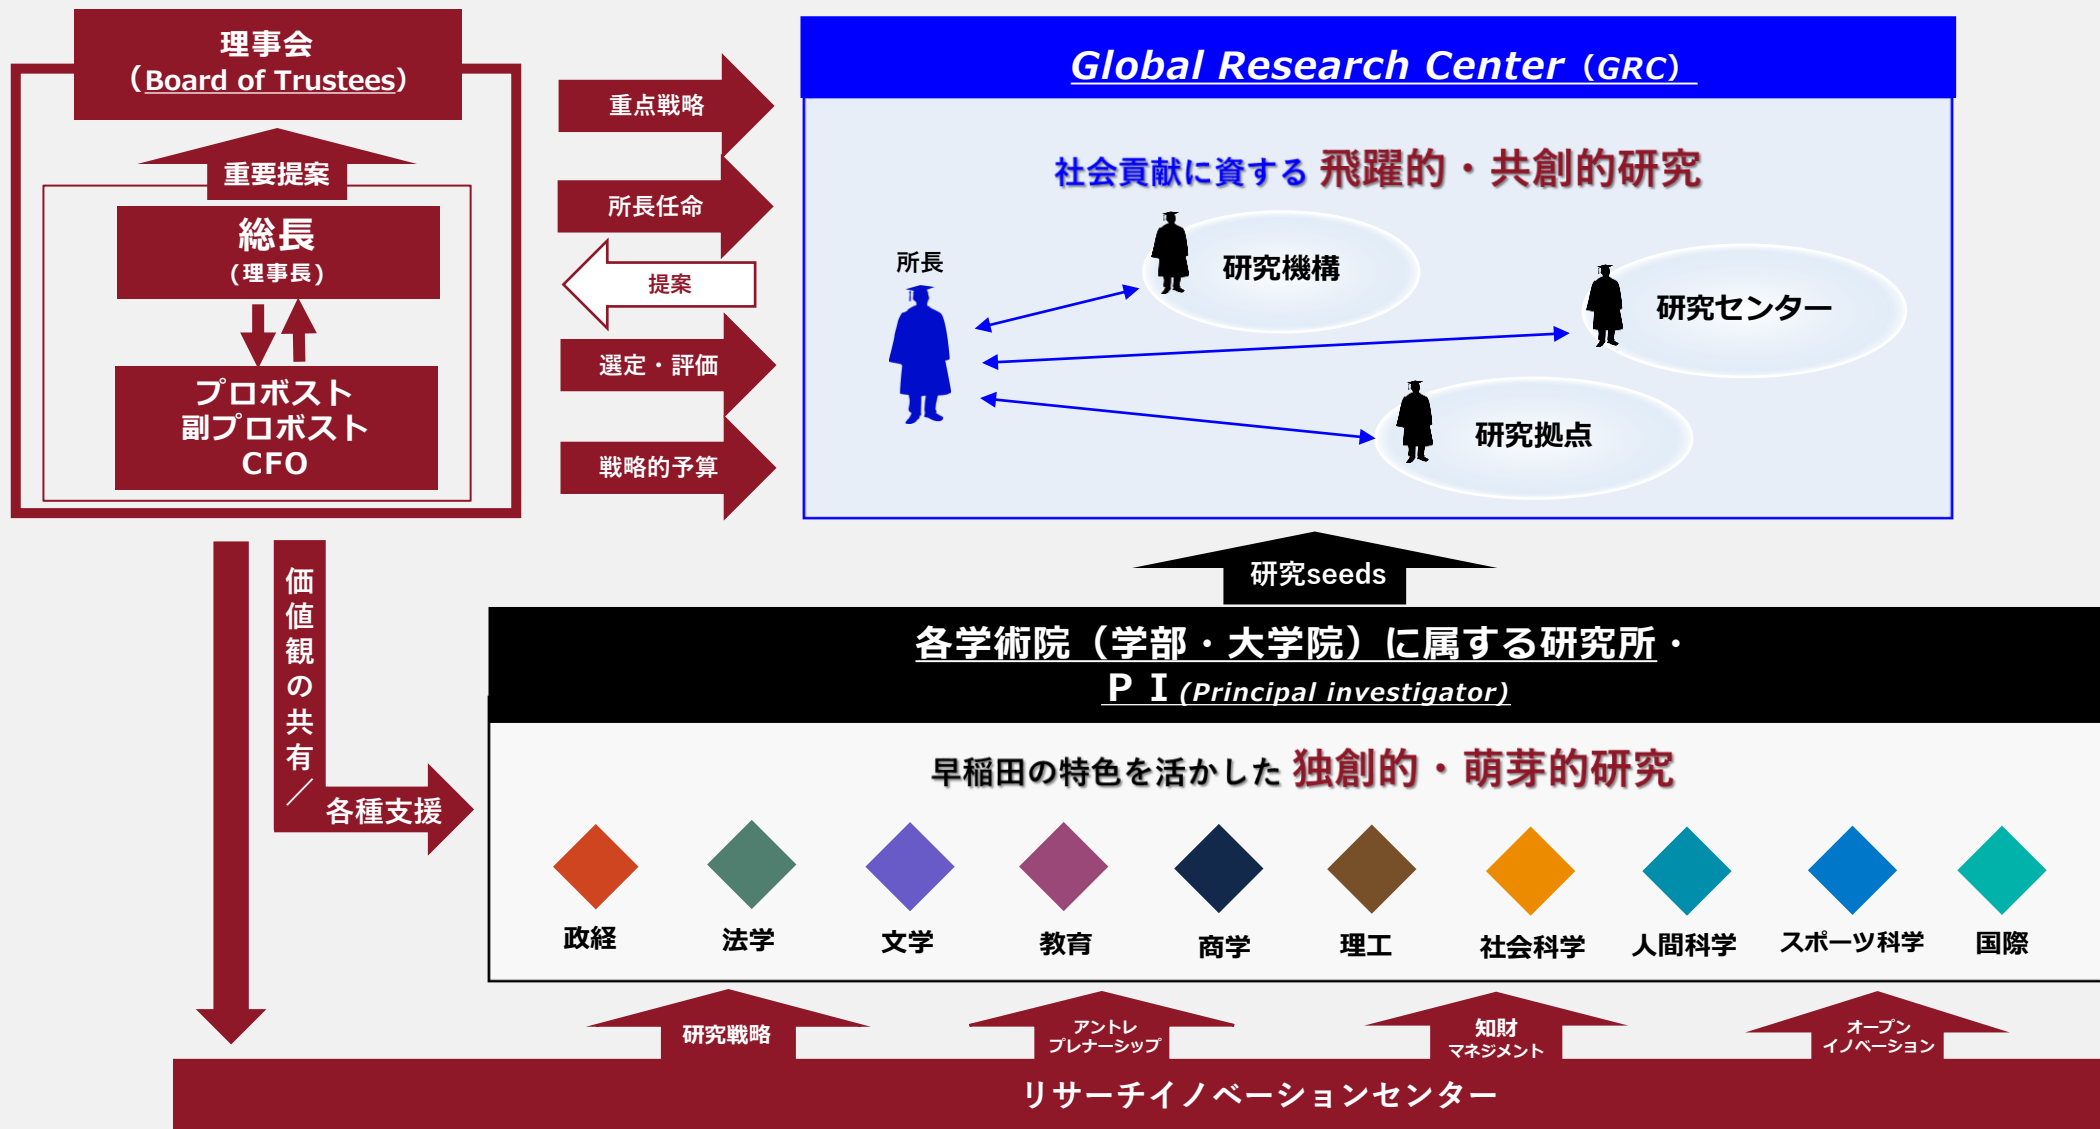 理事会
（Board of Trustees）
重要提案
総長
(理事長)
プロボスト
副プロボスト
CFO
重点戦略
所長任命
提案
選定・評価
戦略的予算
Global Research Center（GRC）
社会貢献に資する 飛躍的・共創的研究
所長
研究機構
研究センター
研究拠点
研究seeds
価値観の共有／
各種支援
各学術院（学部・大学院）に属する研究所・
ＰＩ(Principal investigator)
早稲田の特色を活かした 独創的・萌芽的研究
政経
法学
文学
教育
商学
理工
社会科学
人間科学
スポーツ科学
国際
研究戦略
アントレ
プレナーシップ
知財
マネジメント
オープン
イノベーション
リサーチイノベーションセンター